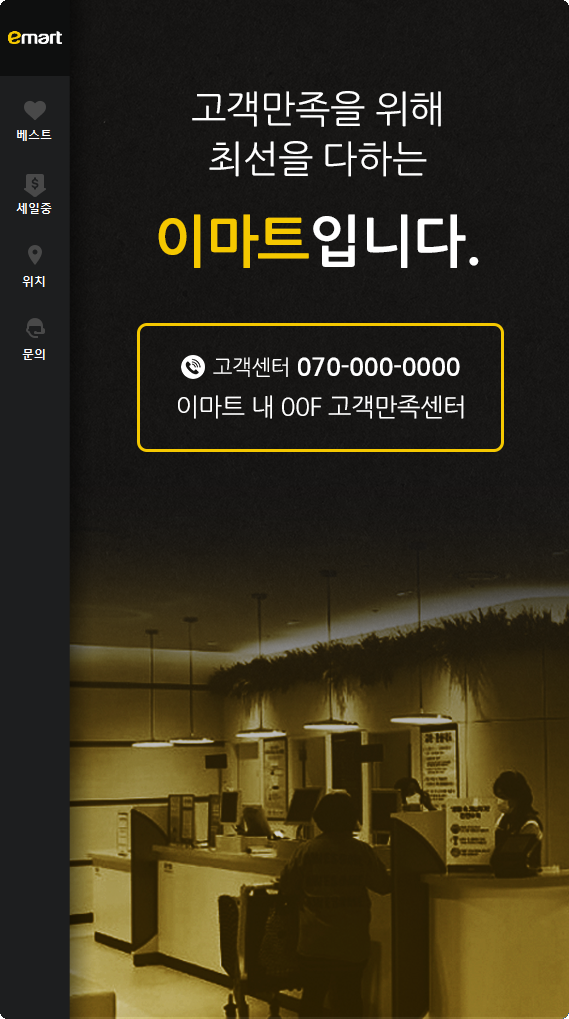 emart
베스트
세일중
위치
문의
고객만족을 위해
최선을 다하는
이마트입니다.
고객센터 070-000-0000
이마트 내 00F 고객만족센터